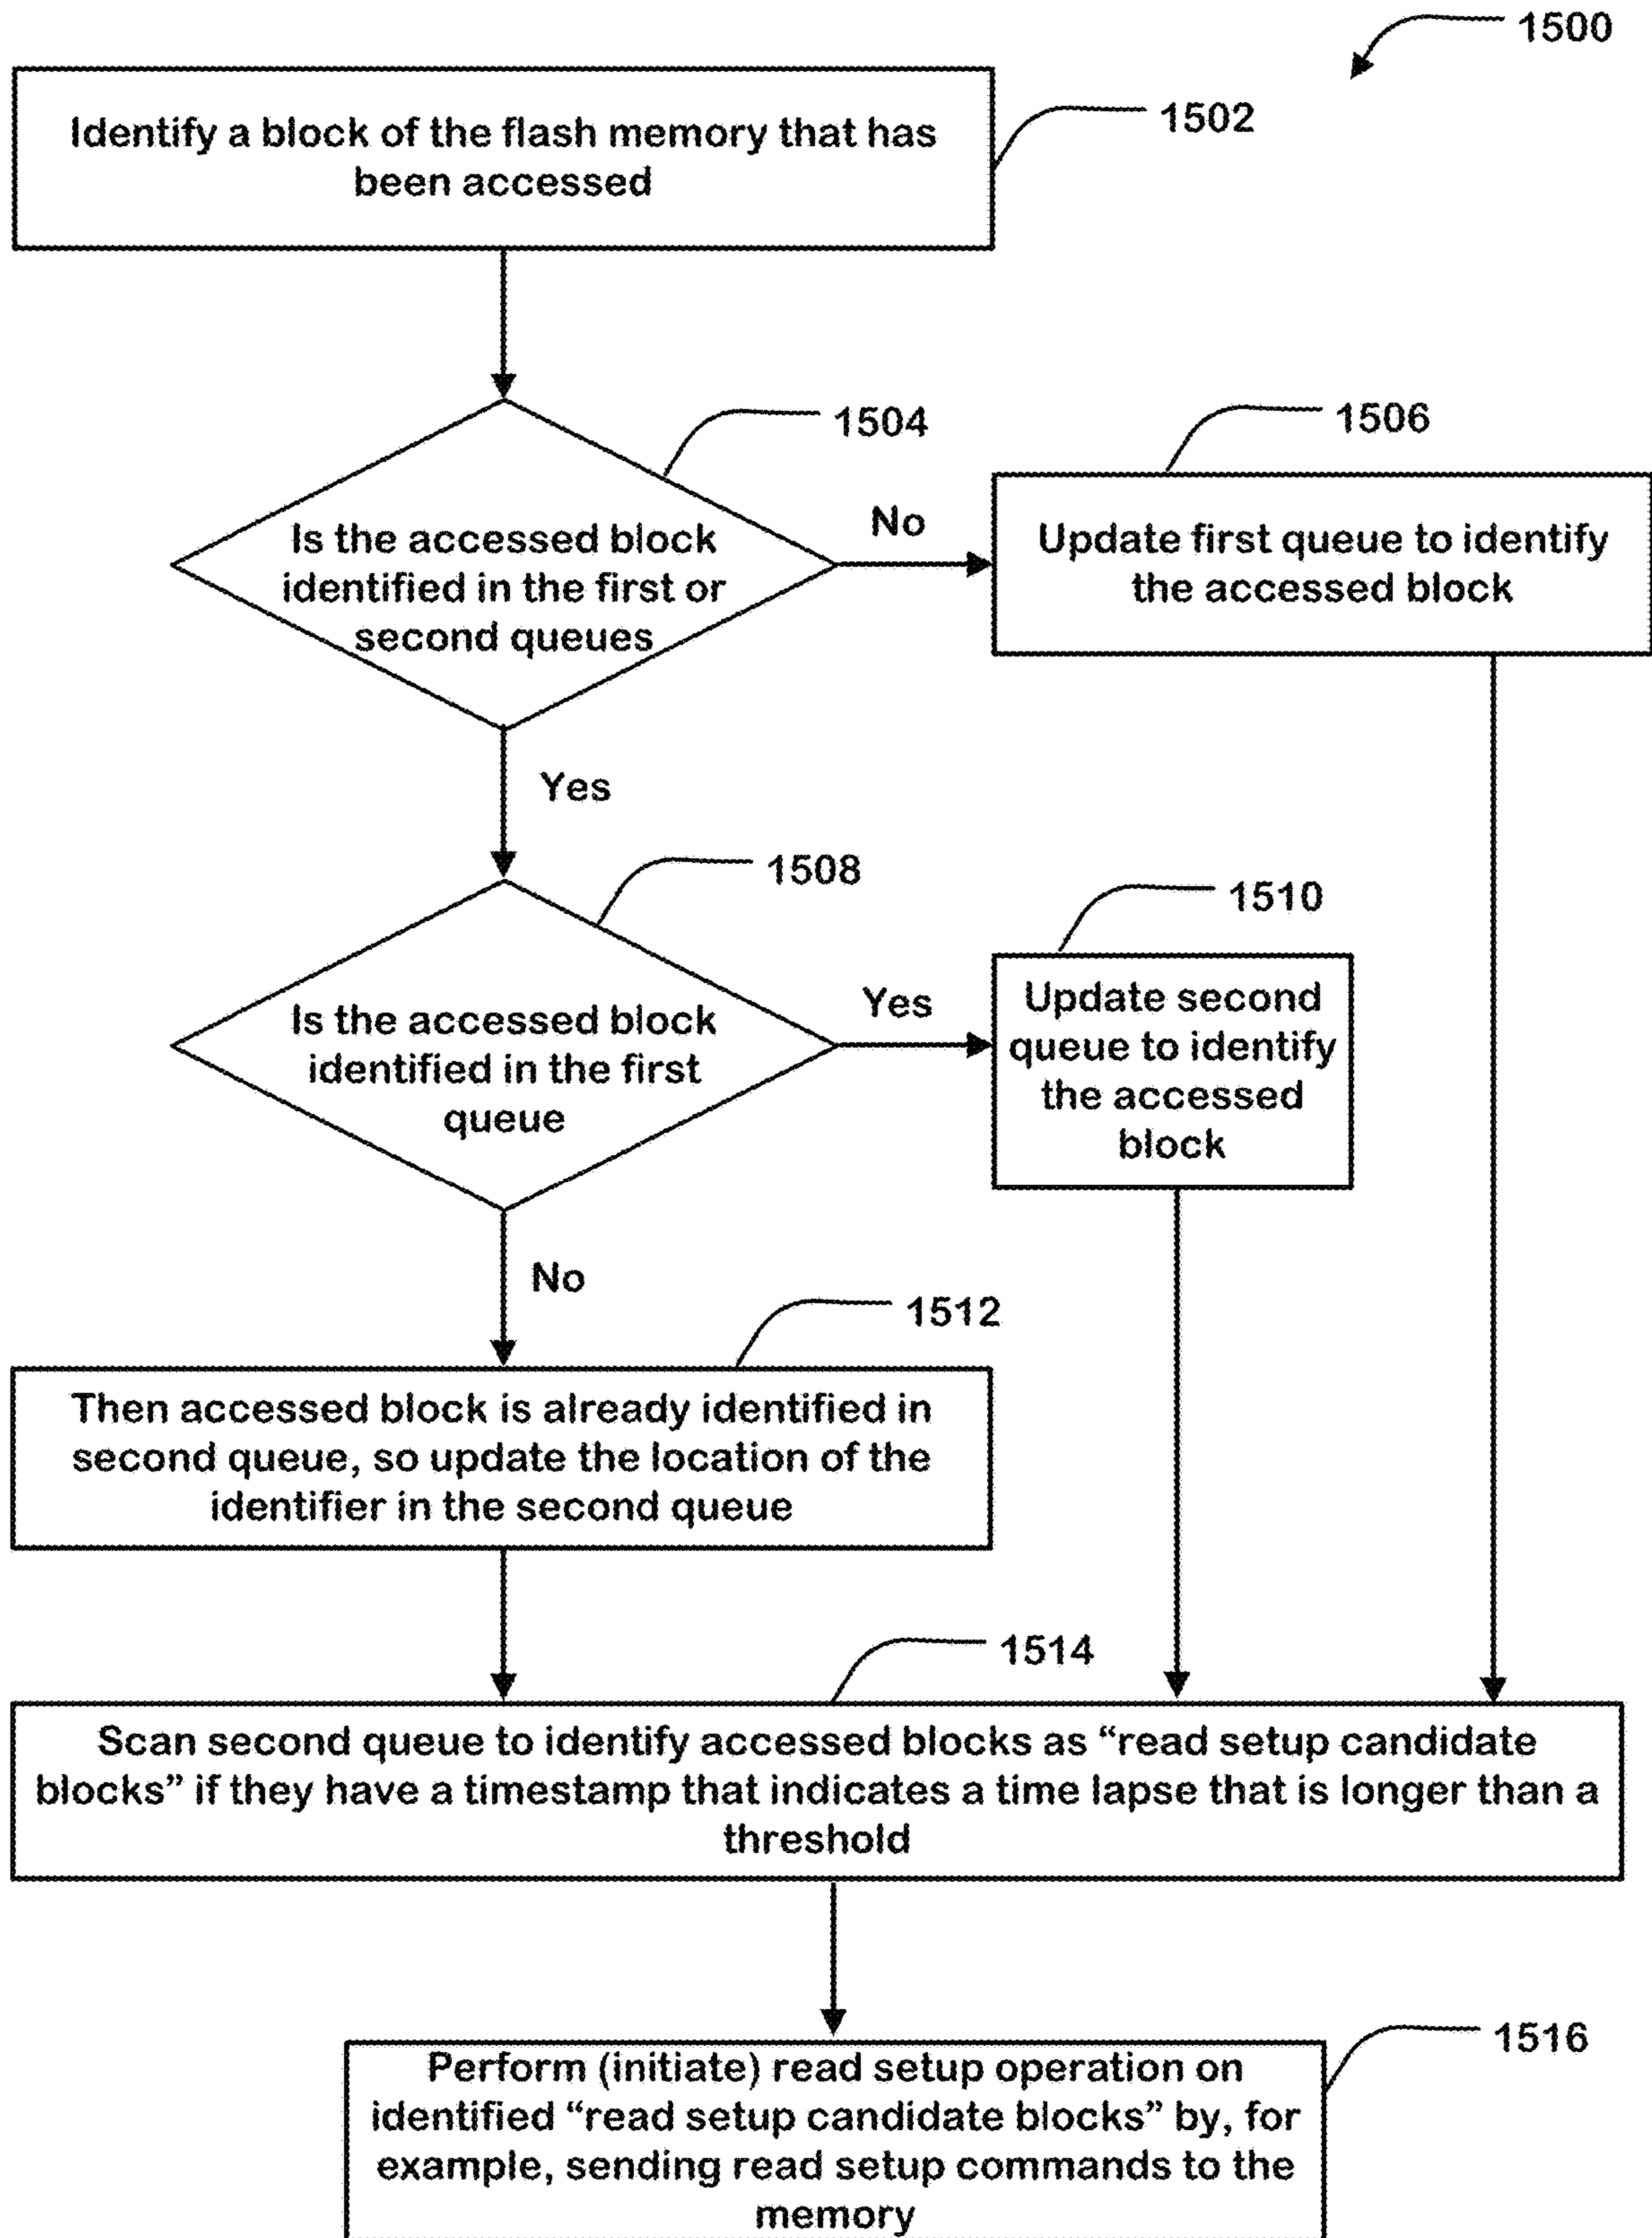 1500
Identify a block of the flash memory that has
been accessed
1502
1504
Is the accessed block
identified in the first or
second queues
No
1506
Update first queue to identify
the accessed block
Yes
1508
Is the accessed block
identified in the first
queue
Yes
1510
Update second
queue to identify
the accessed
block
No
1512
Then accessed block is already identified in
second queue, so update the location of the
identifier in the second queue
1514
Scan second queue to identify accessed blocks as “read setup candidate
blocks” if they have a timestamp that indicates a time lapse that is longer than a
threshold
1516
Perform (initiate) read setup operation on
identified “read setup candidate blocks” by, for
example, sending read setup commands to the
memory